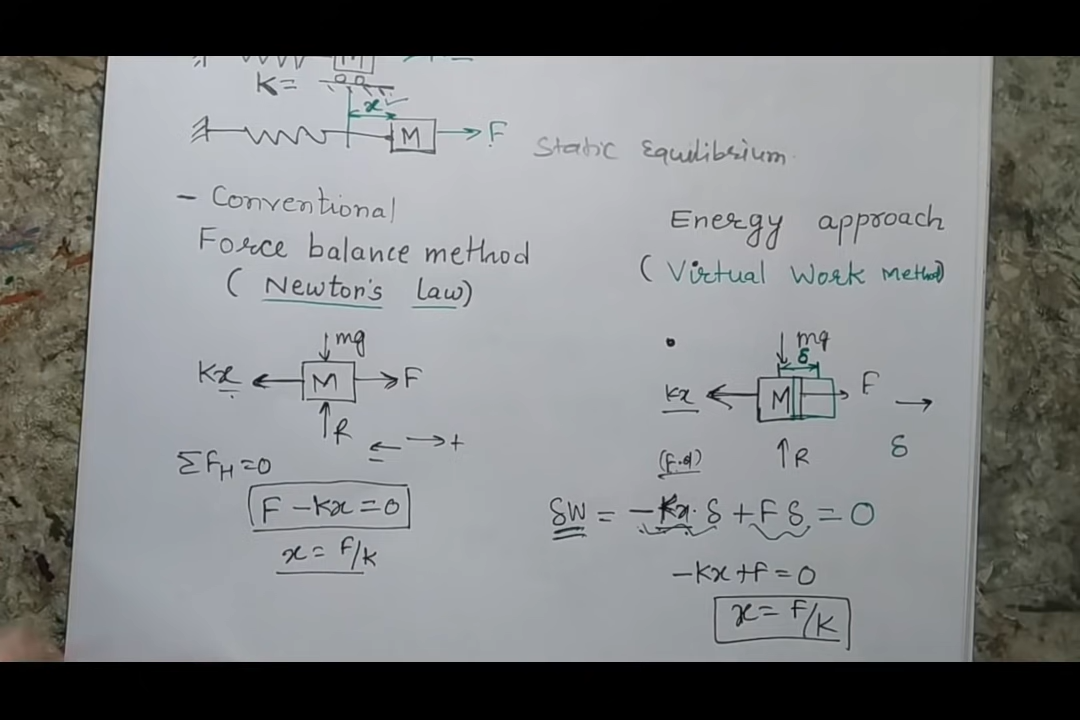 M
K=
x
M
F
Static Equilibrium
- Conventional
Force balance method
(Newton's Law)
mg
Kx
M
F
R
- +
ΣF_H=0
F-Kx=0
x=F/K
Energy approach
(Virtual Work Method)
mg
δ
Kx
M
F
R
δ
(F.d)
δW = -Kx.δ+Fδ=0
-Kx+F=0
x=F/K